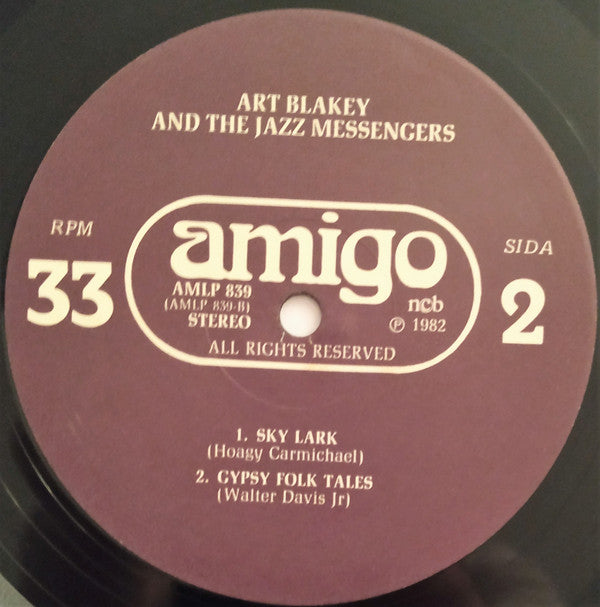 ART BLAKEY
AND THE JAZZ MESSENGERS
RPM
33
amigo
AMLP 839
(AMLP 839-B)
STEREO
ncb
℗ 1982
ALL RIGHTS RESERVED
SIDA
2
1. SKY LARK
(Hoagy Carmichael)
2. GYPSY FOLK TALES
(Walter Davis Jr)